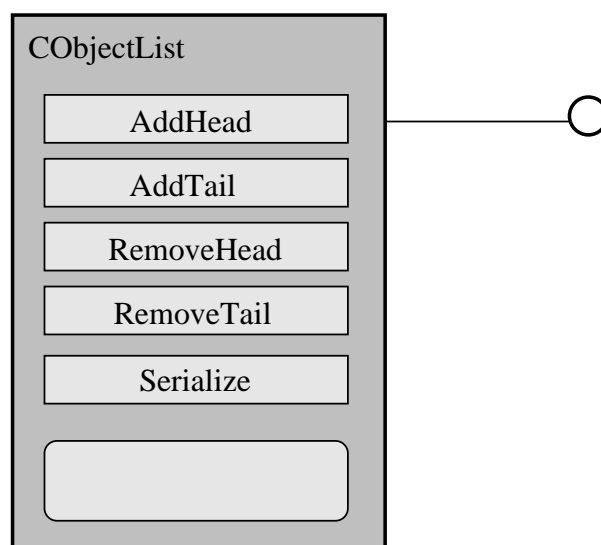 CObjectList
AddHead
AddTail
RemoveHead
RemoveTail
Serialize